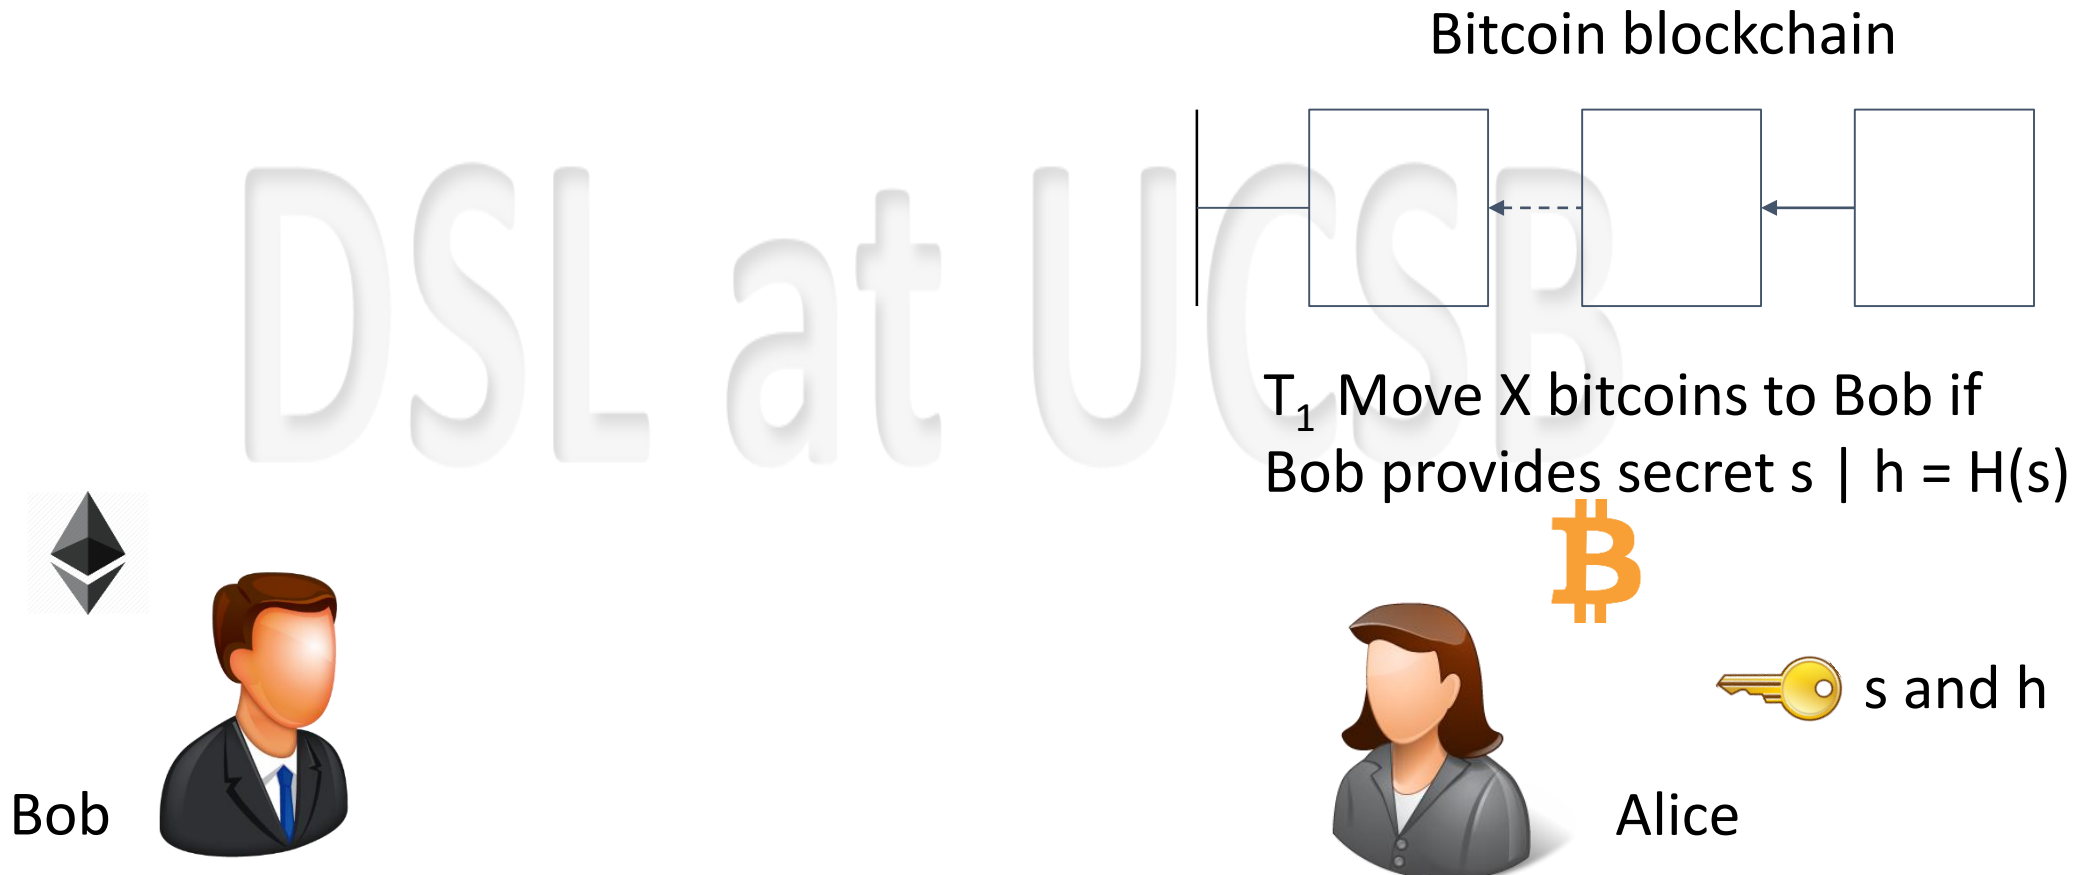 Bitcoin blockchain
DSL at UCSB
T₁ Move X bitcoins to Bob if
Bob provides secret s | h = H(s)
s and h
Bob
Alice